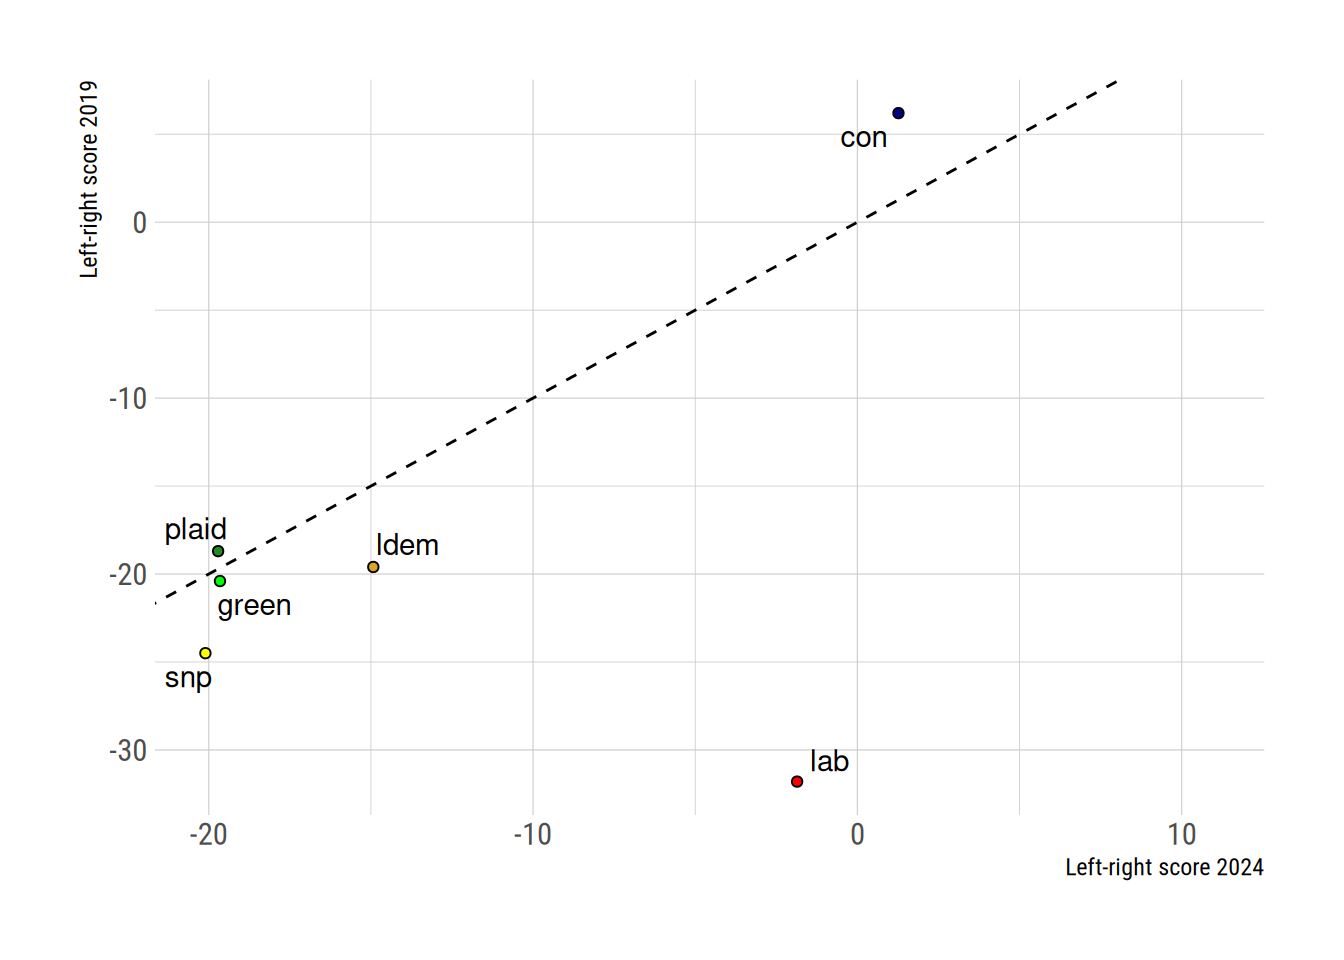 Left-right score 2019
0
-10
-20
-30
con
plaid
ldem
green
snp
lab
-20
-10
0
10
Left-right score 2024